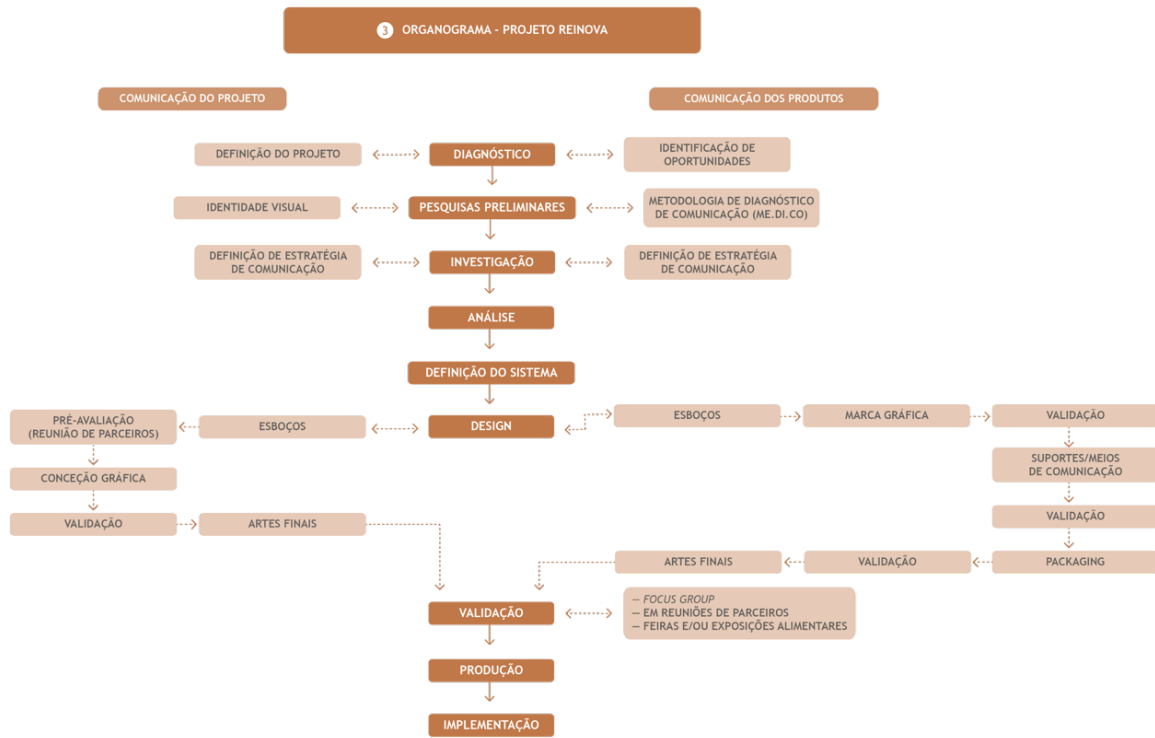 3 ORGANOGRAMA - PROJETO REINOVA
COMUNICAÇÃO DO PROJETO
COMUNICAÇÃO DOS PRODUTOS
DEFINIÇÃO DO PROJETO
DIAGNÓSTICO
IDENTIFICAÇÃO DE
OPORTUNIDADES
IDENTIDADE VISUAL
PESQUISAS PRELIMINARES
METODOLOGIA DE DIAGNÓSTICO
DE COMUNICAÇÃO (ME.DI.CO)
DEFINIÇÃO DE ESTRATÉGIA
DE COMUNICAÇÃO
INVESTIGAÇÃO
DEFINIÇÃO DE ESTRATÉGIA
DE COMUNICAÇÃO
ANÁLISE
DEFINIÇÃO DO SISTEMA
PRÉ-AVALIAÇÃO
(REUNIÃO DE PARCEIROS)
ESBOÇOS
DESIGN
ESBOÇOS
MARCA GRÁFICA
VALIDAÇÃO
CONCEÇÃO GRÁFICA
SUPORTES/MEIOS
DE COMUNICAÇÃO
VALIDAÇÃO
ARTES FINAIS
VALIDAÇÃO
ARTES FINAIS
VALIDAÇÃO
PACKAGING
VALIDAÇÃO
— FOCUS GROUP
— EM REUNIÕES DE PARCEIROS
— FEIRAS E/OU EXPOSIÇÕES ALIMENTARES
PRODUÇÃO
IMPLEMENTAÇÃO